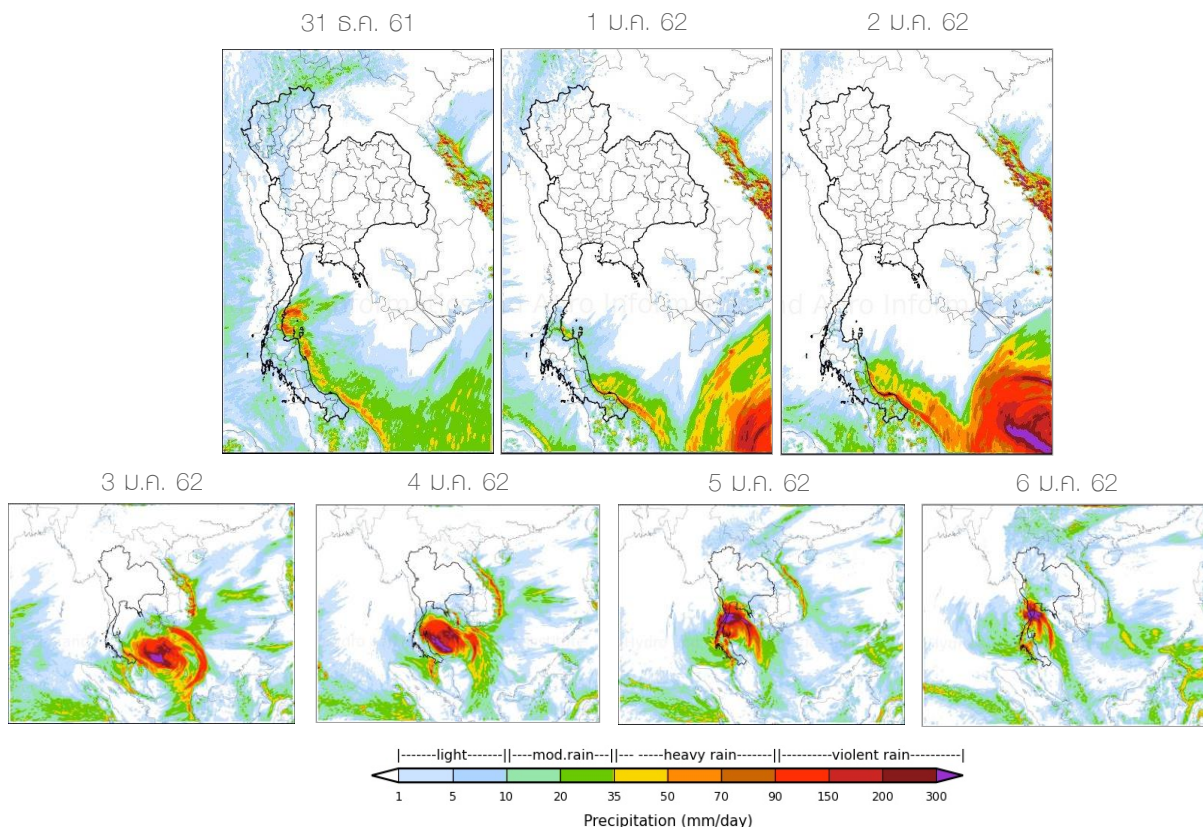 31 ธ.ค. 61
1 ม.ค. 62
2 ม.ค. 62
3 ม.ค. 62
4 ม.ค. 62
5 ม.ค. 62
6 ม.ค. 62
|-------light-------||----mod.rain--||--- -----heavy rain--------||-----------violent rain-----------|
1 5 10 20 35 50 70 90 150 200 300
Precipitation (mm/day)